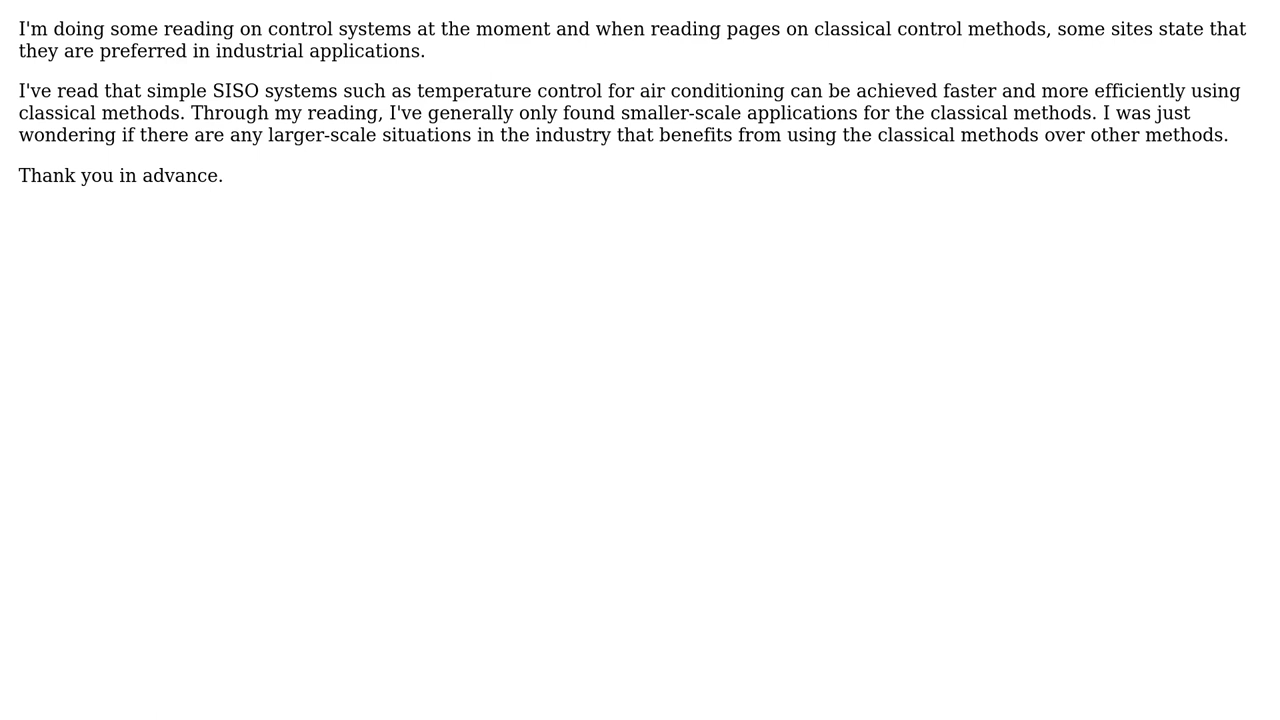 I'm doing some reading on control systems at the moment and when reading pages on classical control methods, some sites state that
they are preferred in industrial applications.
I've read that simple SISO systems such as temperature control for air conditioning can be achieved faster and more efficiently using
classical methods. Through my reading, I've generally only found smaller-scale applications for the classical methods. I was just
wondering if there are any larger-scale situations in the industry that benefits from using the classical methods over other methods.
Thank you in advance.